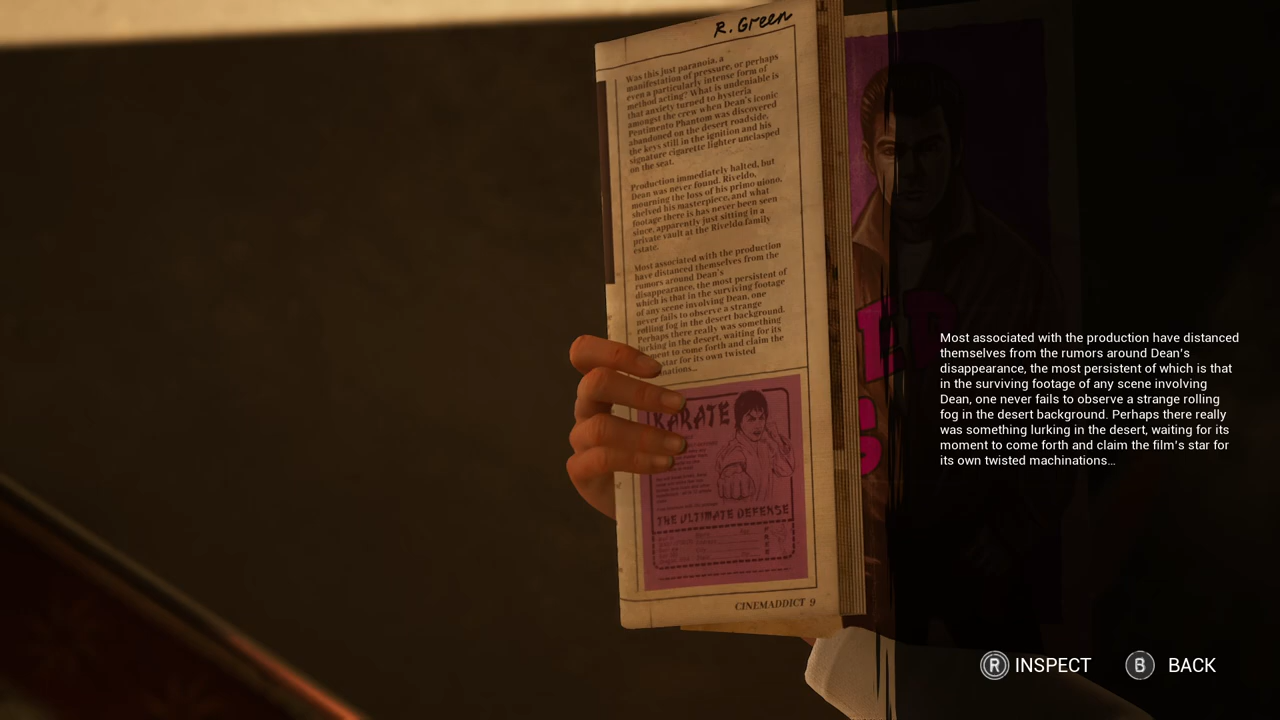 R. Green
Was this just paranoia, a
manifestation of pressure, or perhaps
even a particularly intense form of
method acting? What is undeniable is
that anxiety turned to hysteria
amongst the crew when Dean's iconic
Pentimento Phantom was discovered
abandoned on the desert roadside,
the keys still in the ignition and his
signature cigarette lighter unclasped
on the seat.
Production immediately halted, but
Dean was never found. Riveldo,
mourning the loss of his primo uiono,
shelved his masterpiece, and what
footage there is has never been seen
since, apparently just sitting in a
private vault at the Riveldo family
estate.
Most associated with the production
have distanced themselves from the
rumors around Dean's
disappearance, the most persistent of
which is that in the surviving footage
of any scene involving Dean, one
never fails to observe a strange
rolling fog in the desert background.
Perhaps there really was something
lurking in the desert, waiting for its
to come forth and claim the
star for its own twisted
KARATE
THE ULTIMATE DEFENSE
FREE
CINEMADDICT 9
Most associated with the production have distanced
themselves from the rumors around Dean's
disappearance, the most persistent of which is that
in the surviving footage of any scene involving
Dean, one never fails to observe a strange rolling
fog in the desert background. Perhaps there really
was something lurking in the desert, waiting for its
moment to come forth and claim the film's star for
its own twisted machinations...
R INSPECT
B BACK